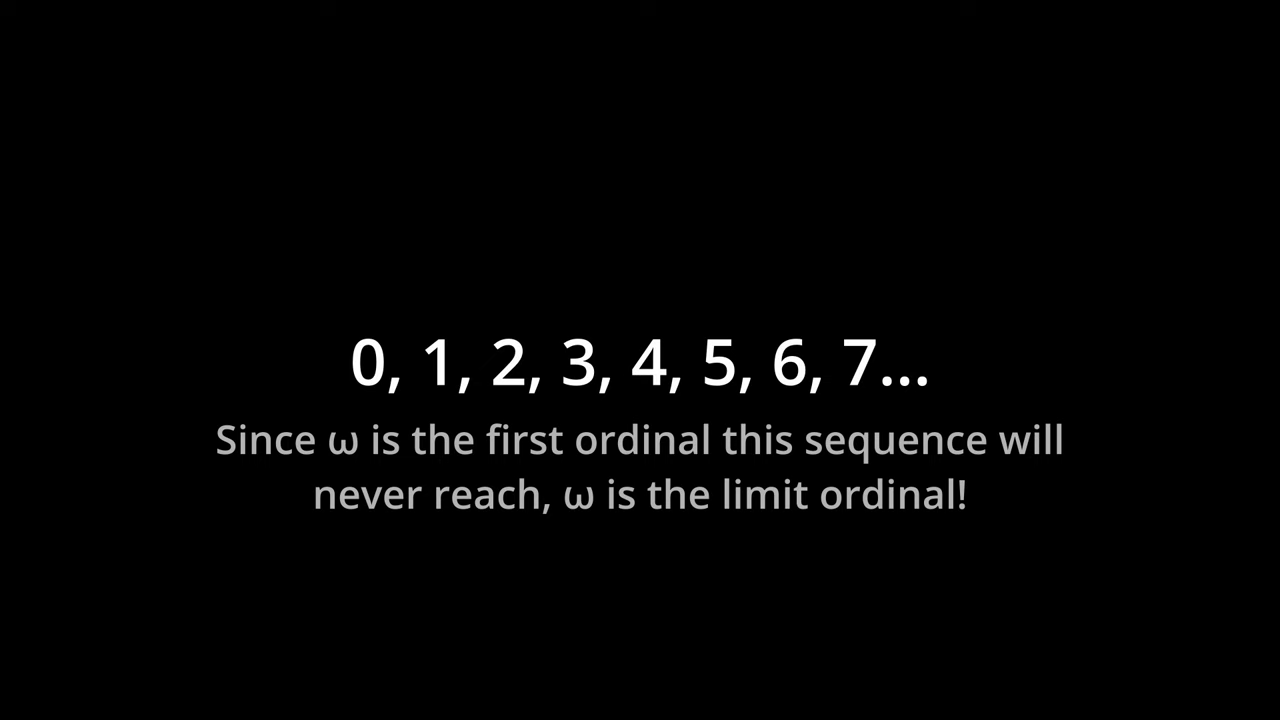 0, 1, 2, 3, 4, 5, 6, 7...
Since ω is the first ordinal this sequence will
never reach, ω is the limit ordinal!